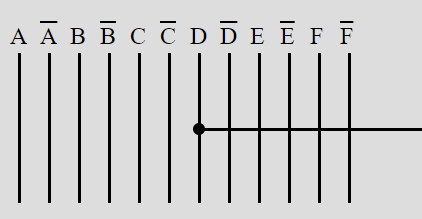 A A̅ B B̅ C C̅ D D̅ E E̅ F F̅